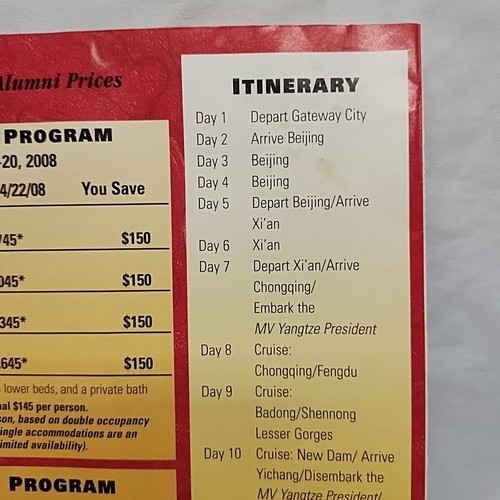 Alumni Prices
PROGRAM
-20, 2008
4/22/08 You Save
745* $150
045* $150
345* $150
645* $150
lower beds, and a private bath
al $145 per person.
son, based on double occupancy
ingle accommodations are an
imited availability).
PROGRAM
ITINERARY
Day 1 Depart Gateway City
Day 2 Arrive Beijing
Day 3 Beijing
Day 4 Beijing
Day 5 Depart Beijing/Arrive
Xi'an
Day 6 Xi'an
Day 7 Depart Xi'an/Arrive
Chongqing/
Embark the
MV Yangtze President
Day 8 Cruise:
Chongqing/Fengdu
Day 9 Cruise:
Badong/Shennong
Lesser Gorges
Day 10 Cruise: New Dam/ Arrive
Yichang/Disembark the
MV Yangtze President/